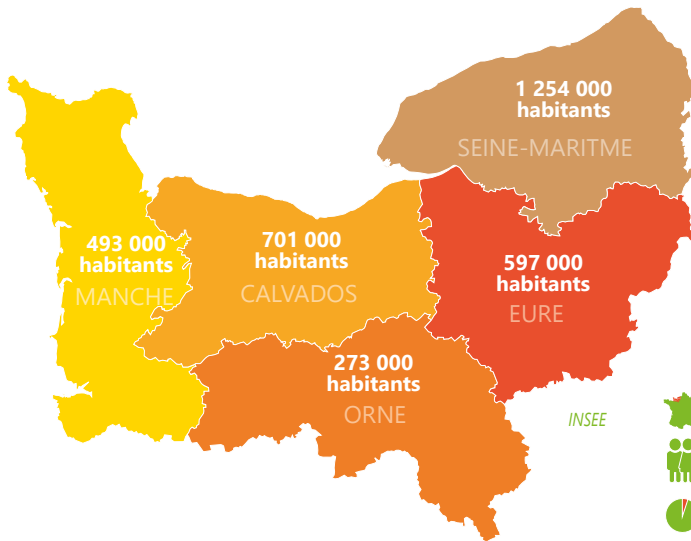 1 254 000
habitants
SEINE-MARITME
493 000
habitants
MANCHE
701 000
habitants
CALVADOS
597 000
habitants
EURE
273 000
habitants
ORNE
INSEE